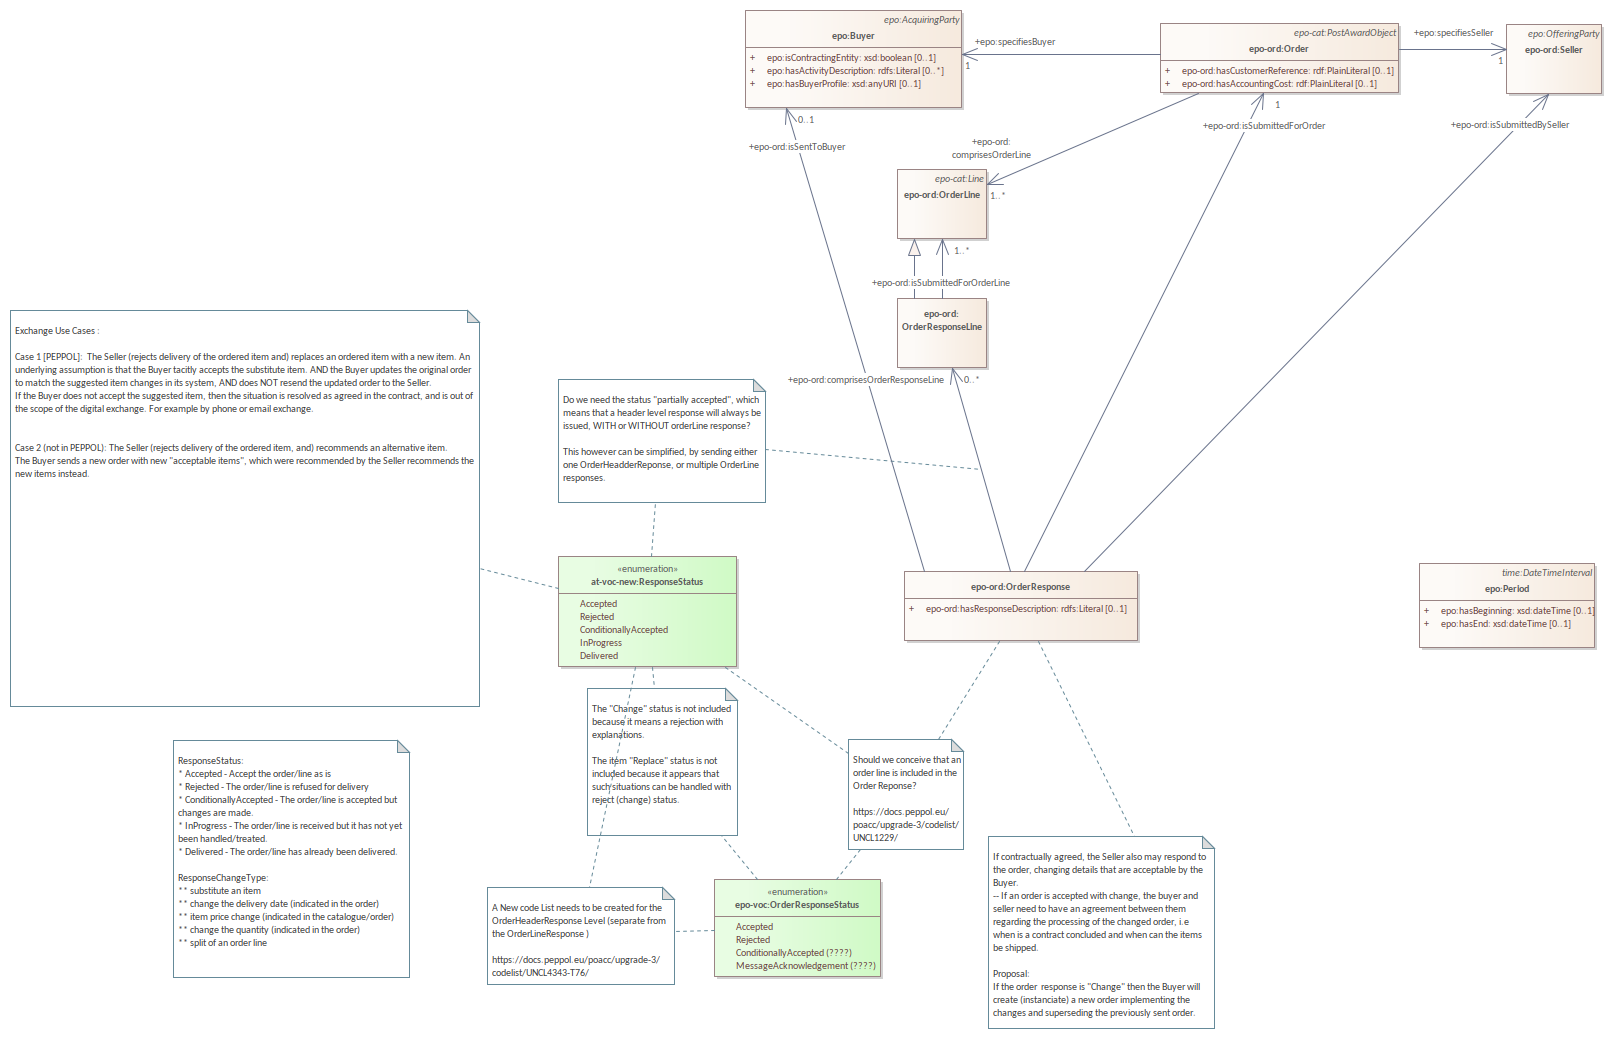 epo:AcquiringParty
epo:Buyer
+ epo:isContractingEntity: xsd:boolean [0..1]
+ epo:hasActivityDescription: rdfs:Literal [0..*]
+ epo:hasBuyerProfile: xsd:anyURI [0..1]
+epo:specifiesBuyer
1
epo-cat:PostAwardObject
epo-ord:Order
+ epo-ord:hasCustomerReference: rdf:PlainLiteral [0..1]
+ epo-ord:hasAccountingCost: rdf:PlainLiteral [0..1]
+epo:specifiesSeller
1
epo:OfferingParty
epo-ord:Seller
0..1
+epo-ord:isSentToBuyer
+epo-ord:
comprisesOrderLine
1..*
1
+epo-ord:isSubmittedForOrder
+epo-ord:isSubmittedBySeller
epo-cat:Line
epo-ord:OrderLine
1..*
+epo-ord:isSubmittedForOrderLine
epo-ord:
OrderResponseLine
+epo-ord:comprisesOrderResponseLine
0..*
Exchange Use Cases :
Case 1 [PEPPOL]:  The Seller (rejects delivery of the ordered item and) replaces an ordered item with a new item. An
underlying assumption is that the Buyer tacitly accepts the substitute item. AND the Buyer updates the original order
to match the suggested item changes in its system, AND does NOT resend the updated order to the Seller.
If the Buyer does not accept the suggested item, then the situation is resolved as agreed in the contract, and is out of
the scope of the digital exchange. For example by phone or email exchange.
Case 2 (not in PEPPOL): The Seller (rejects delivery of the ordered item, and) recommends an alternative item.
The Buyer sends a new order with new "acceptable items", which were recommended by the Seller recommends the
new items instead.
Do we need the status "partially accepted", which
means that a header level response will always be
issued, WITH or WITHOUT orderLine response?
This however can be simplified, by sending either
one OrderHeadderReponse, or multiple OrderLine
responses.
«enumeration»
at-voc-new:ResponseStatus
Accepted
Rejected
ConditionallyAccepted
InProgress
Delivered
epo-ord:OrderResponse
+ epo-ord:hasResponseDescription: rdfs:Literal [0..1]
time:DateTimeInterval
epo:Period
+ epo:hasBeginning: xsd:dateTime [0..1]
+ epo:hasEnd: xsd:dateTime [0..1]
The "Change" status is not included
because it means a rejection with
explanations.
The item "Replace" status is not
included because it appears that
such situations can be handled with
reject (change) status.
ResponseStatus:
* Accepted - Accept the order/line as is
* Rejected - The order/line is refused for delivery
* ConditionallyAccepted - The order/line is accepted but
changes are made.
* InProgress - The order/line is received but it has not yet
been handled/treated.
* Delivered - The order/line has already been delivered.
ResponseChangeType:
** substitute an item
** change the delivery date (indicated in the order)
** item price change (indicated in the catalogue/order)
** change the quantity (indicated in the order)
** split of an order line
Should we conceive that an
order line is included in the
Order Reponse?
https://docs.peppol.eu/
poacc/upgrade-3/codelist/
UNCL1229/
A New code List needs to be created for the
OrderHeaderResponse Level (separate from
the OrderLineResponse )
https://docs.peppol.eu/poacc/upgrade-3/
codelist/UNCL4343-T76/
«enumeration»
epo-voc:OrderResponseStatus
Accepted
Rejected
ConditionallyAccepted (????)
MessageAcknowledgement (????)
If contractually agreed, the Seller also may respond to
the order, changing details that are acceptable by the
Buyer.
-- If an order is accepted with change, the buyer and
seller need to have an agreement between them
regarding the processing of the changed order, i.e
when is a contract concluded and when can the items
be shipped.
Proposal:
If the order  response is "Change" then the Buyer will
create (instanciate) a new order implementing the
changes and superseding the previously sent order.